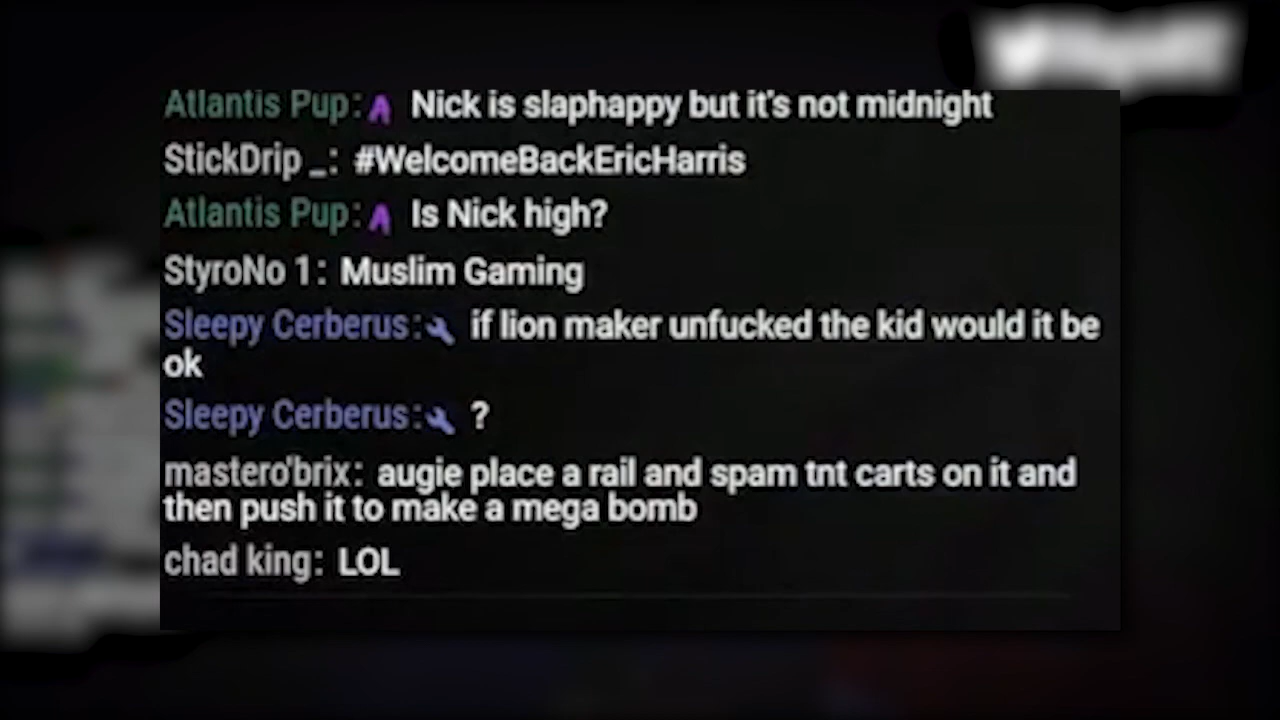 Atlantis Pup: Nick is slaphappy but it's not midnight
StickDrip _: #WelcomeBackEricHarris
Atlantis Pup: Is Nick high?
StyroNo 1: Muslim Gaming
Sleepy Cerberus: if lion maker unfucked the kid would it be
ok
Sleepy Cerberus: ?
mastero'brix: augie place a rail and spam tnt carts on it and
then push it to make a mega bomb
chad king: LOL